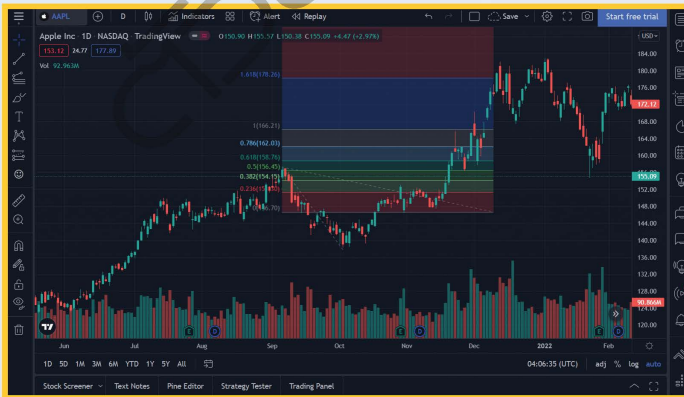 AAPL D Indicators Alert Replay Save Start free trial
Apple Inc 1D NASDAQ TradingView O150.90 H155.57 L150.38 C155.09 +4.47 (+2.97%) USD
153.12 24.77 177.89
Vol 92.963M
184.00
180.00
1.618(178.26)
176.00
172.12
168.00
1(166.21)
164.00
0.786(162.03)
160.00
0.618(158.76)
0.5(156.45)
155.09
0.382(154.15)
152.00
148.00
144.00
140.00
136.00
132.00
128.00
90.866M
124.00
120.00
E D E D E D
Jun Jul Aug Sep Oct Nov Dec 2022 Feb
1D 5D 1M 3M 6M YTD 1Y 5Y All 04:06:35 (UTC) adj % log auto
Stock Screener Text Notes Pine Editor Strategy Tester Trading Panel